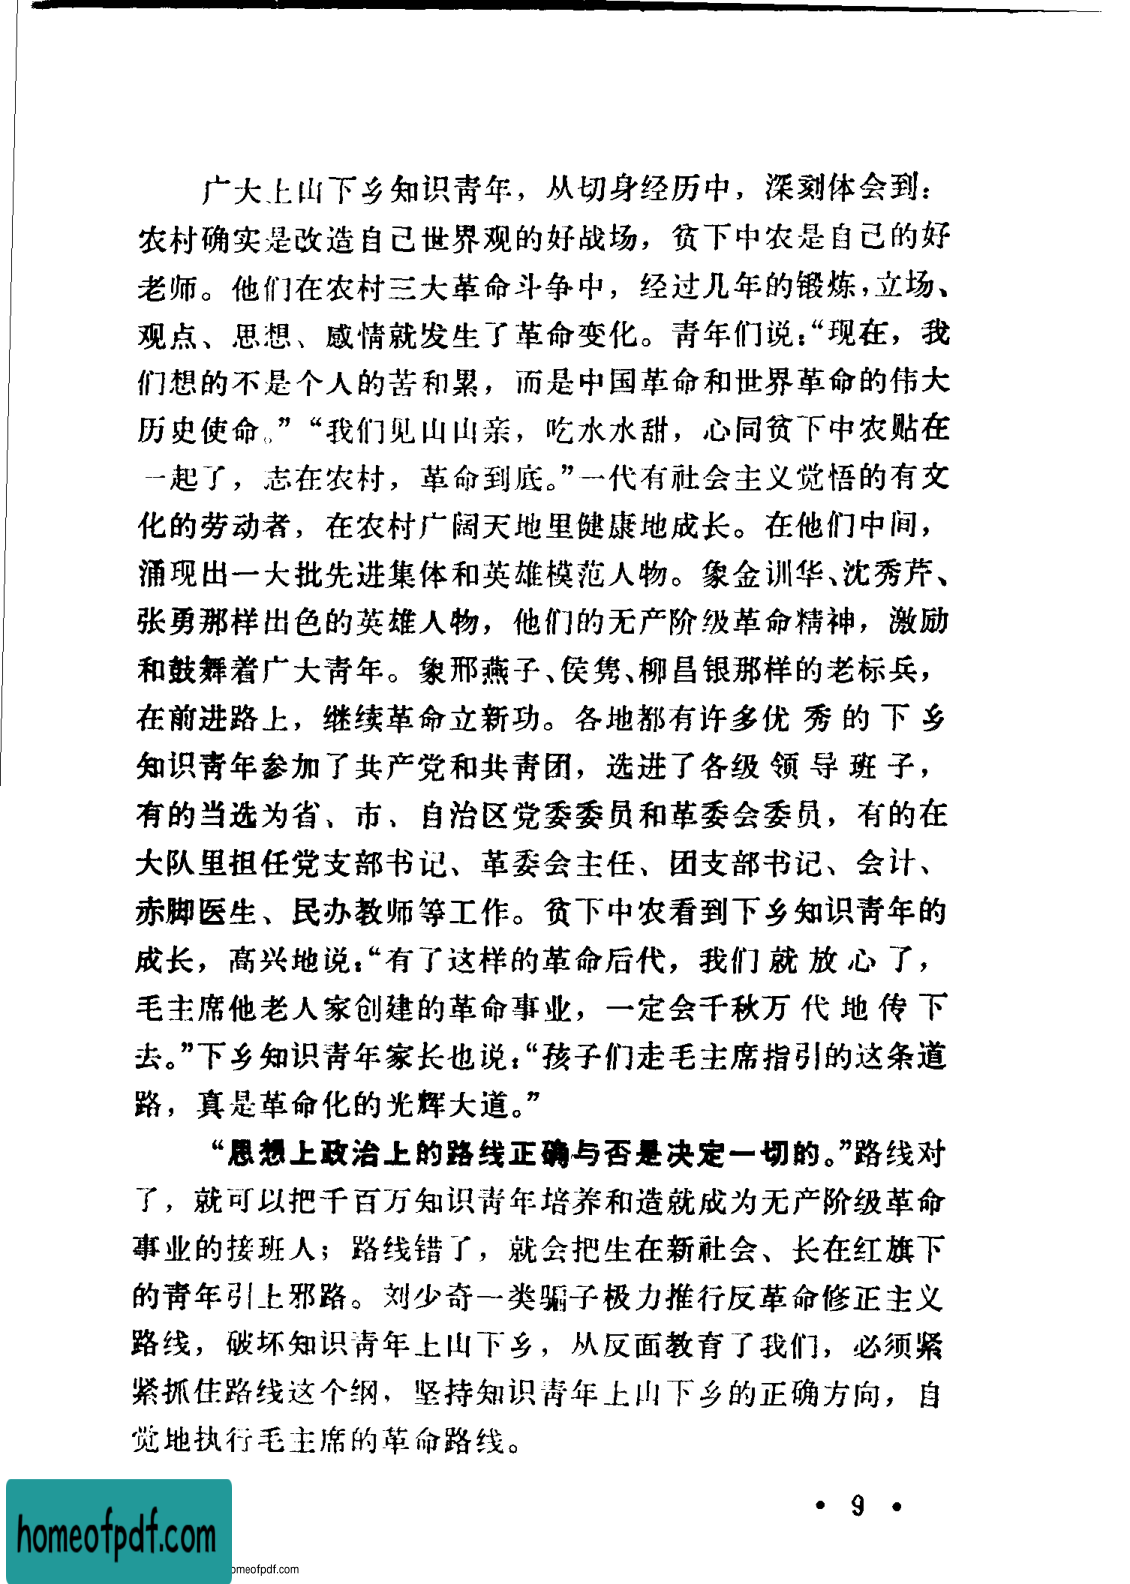 广大上山下乡知识青年，从切身经历中，深刻体会到：
农村确实是改造自己世界观的好战场，贫下中农是自己的好
老师。他们在农村三大革命斗争中，经过几年的锻炼，立场、
观点、思想、感情就发生了革命变化。青年们说：“现在，我
们想的不是个人的苦和累，而是中国革命和世界革命的伟大
历史使命。”“我们见山山亲，吃水水甜，心同贫下中农贴在
一起了，志在农村，革命到底。”一代有社会主义觉悟的有文
化的劳动者，在农村广阔天地里健康地成长。在他们中间，
涌现出一大批先进集体和英雄模范人物。象金训华、沈秀芹、
张勇那样出色的英雄人物，他们的无产阶级革命精神，激励
和鼓舞着广大青年。象邢燕子、侯隽、柳昌银那样的老标兵，
在前进路上，继续革命立新功。各地都有许多优秀的下乡
知识青年参加了共产党和共青团，选进了各级领导班子，
有的当选为省、市、自治区党委委员和革委会委员，有的在
大队里担任党支部书记、革委会主任、团支部书记、会计、
赤脚医生、民办教师等工作。贫下中农看到下乡知识青年的
成长，高兴地说：“有了这样的革命后代，我们就放心了，
毛主席他老人家创建的革命事业，一定会千秋万代地传下
去。”下乡知识青年家长也说：“孩子们走毛主席指引的这条道
路，真是革命化的光辉大道。”
“思想上政治上的路线正确与否是决定一切的。”路线对
了，就可以把千百万知识青年培养和造就成为无产阶级革命
事业的接班人；路线错了，就会把生在新社会、长在红旗下
的青年引上邪路。刘少奇一类骗子极力推行反革命修正主义
路线，破坏知识青年上山下乡，从反面教育了我们，必须紧
紧抓住路线这个纲，坚持知识青年上山下乡的正确方向，自
觉地执行毛主席的革命路线。
• 9 •
homeofpdf.com
omeofpdf.com